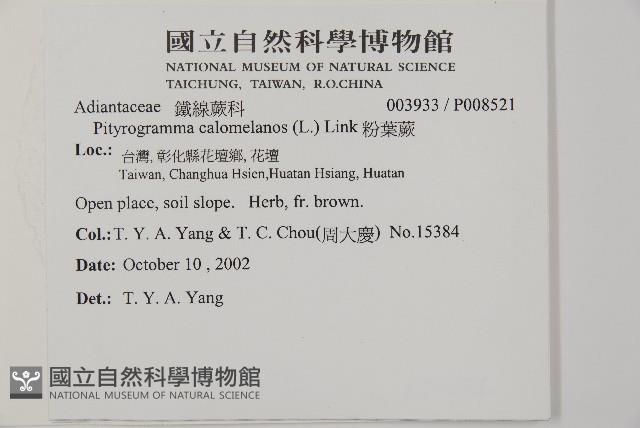 國立自然科學博物館
NATIONAL MUSEUM OF NATURAL SCIENCE
TAICHUNG, TAIWAN, R.O.CHINA
Adiantaceae 鐵線蕨科 003933 / P008521
Pityrogramma calomelanos (L.) Link 粉葉蕨
Loc.: 台灣, 彰化縣花壇鄉, 花壇
Taiwan, Changhua Hsien,Huatan Hsiang, Huatan
Open place, soil slope. Herb, fr. brown.
Col.: T. Y. A. Yang & T. C. Chou(周大慶) No.15384
Date: October 10 , 2002
Det.: T. Y. A. Yang
國立自然科學博物館
NATIONAL MUSEUM OF NATURAL SCIENCE